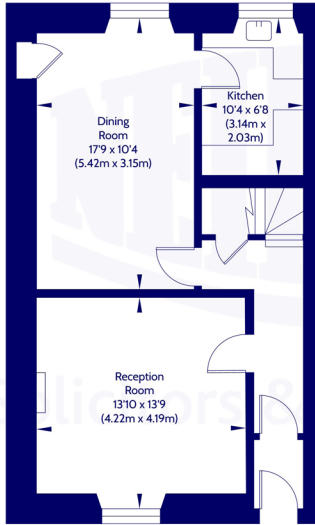 Kitchen
10'4 x 6'8
(3.14m x
2.03m)
Dining
Room
17'9 x 10'4
(5.42m x 3.15m)
Reception
Room
13'10 x 13'9
(4.22m x 4.19m)